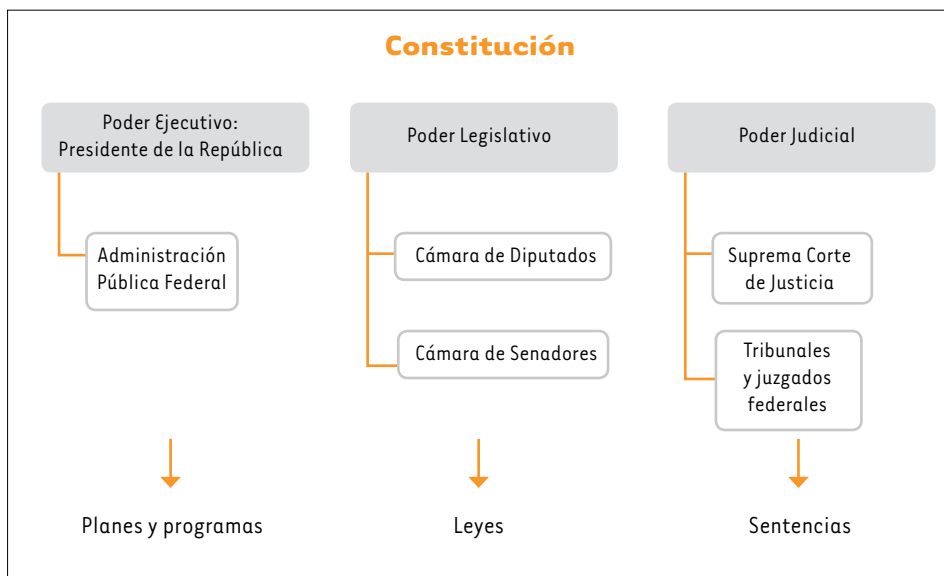 Constitución
Poder Ejecutivo:
Presidente de la República
Administración
Pública Federal
Planes y programas
Poder Legislativo
Cámara de Diputados
Cámara de Senadores
Leyes
Poder Judicial
Suprema Corte
de Justicia
Tribunales
y juzgados
federales
Sentencias